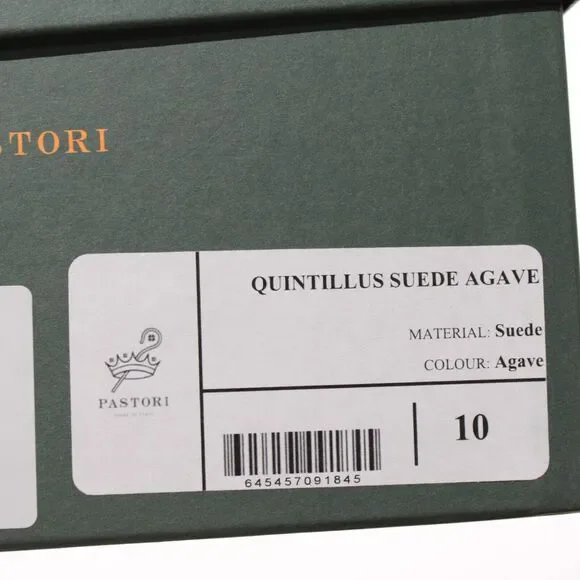 STORI
QUINTILLUS SUEDE AGAVE
MATERIAL: Suede
COLOUR: Agave
PASTORI
10
645457091845